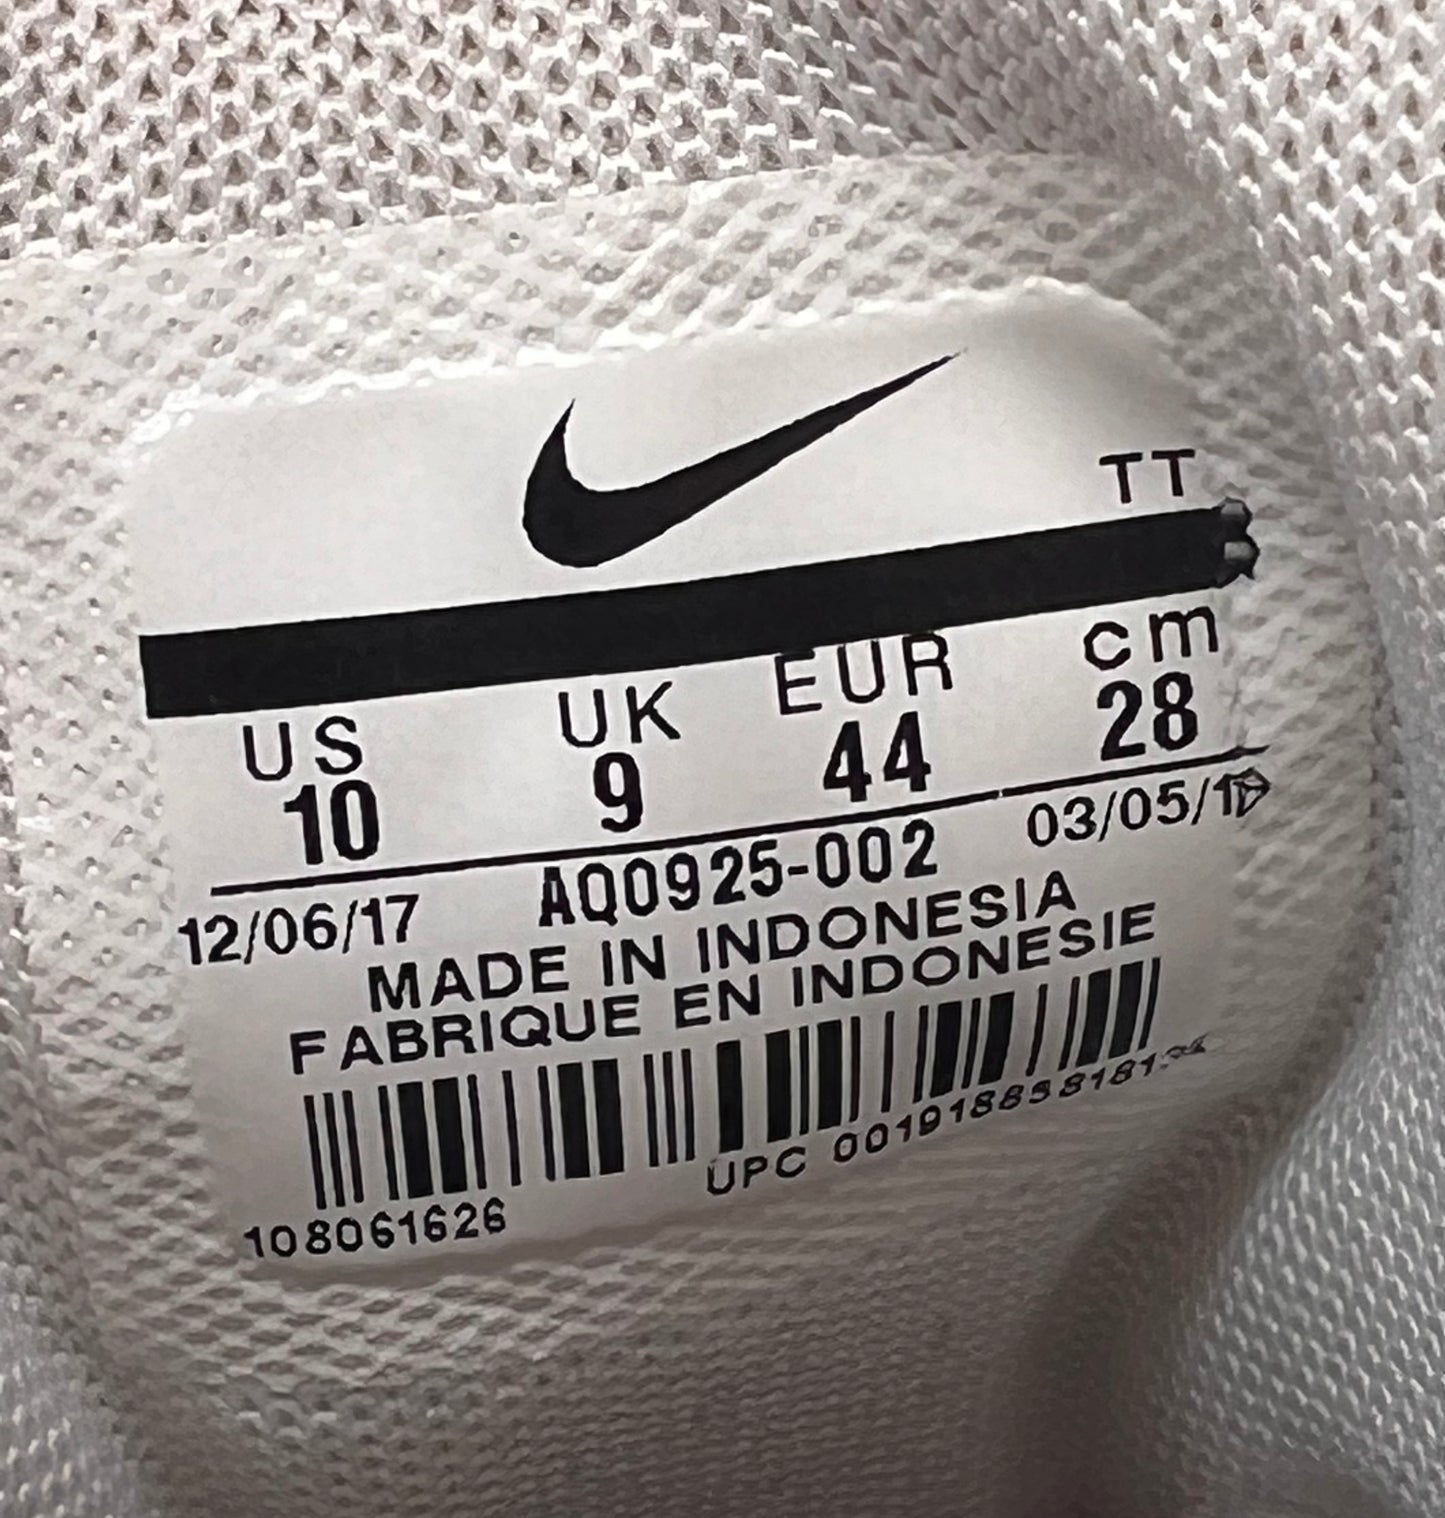 TT
US UK EUR cm
10 9 44 28
12/06/17 AQ0925-002
MADE IN INDONESIA
FABRIQUE EN INDONESIE
108061626 UPC